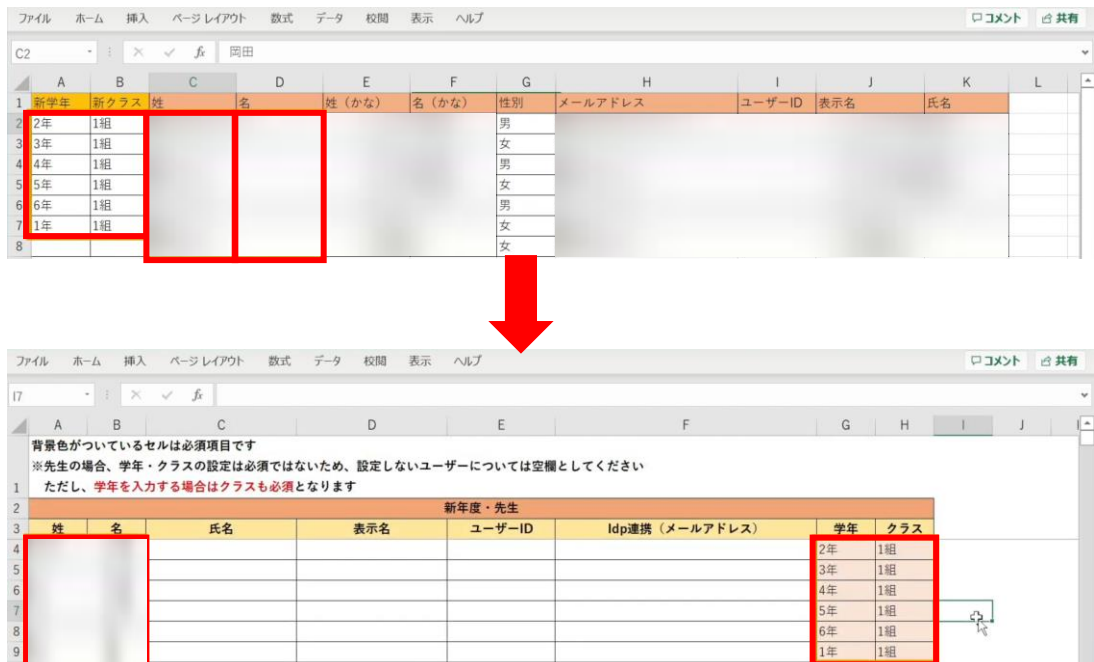 ファイル ホーム 挿入 ページ レイアウト 数式 データ 校閲 表示 ヘルプ コメント 共有
C2 fx 岡田
A B C D E F G H I J K L
1 新学年 新クラス 姓 名 姓（かな） 名（かな） 性別 メールアドレス ユーザーID 表示名 氏名
2 2年 1組 男
3 3年 1組 女
4 4年 1組 男
5 5年 1組 女
6 6年 1組 男
7 1年 1組 女
8 女
ファイル ホーム 挿入 ページ レイアウト 数式 データ 校閲 表示 ヘルプ コメント 共有
I7 fx
A B C D E F G H I J
背景色がついているセルは必須項目です
※先生の場合、学年・クラスの設定は必須ではないため、設定しないユーザーについては空欄としてください
1 ただし、学年を入力する場合はクラスも必須となります
2 新年度・先生
3 姓 名 氏名 表示名 ユーザーID Idp連携（メールアドレス） 学年 クラス
4 2年 1組
5 3年 1組
6 4年 1組
7 5年 1組
8 6年 1組
9 1年 1組